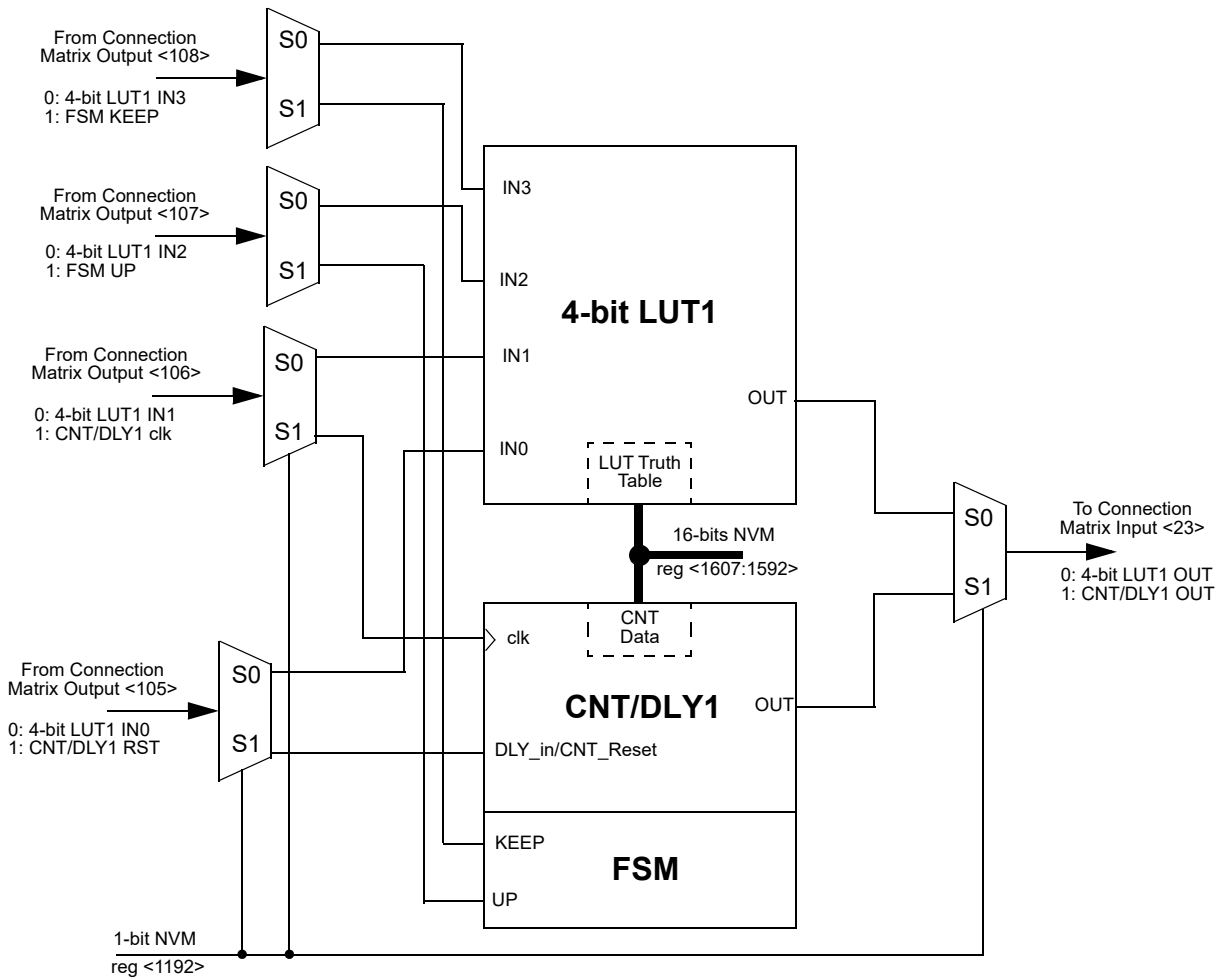 From Connection
Matrix Output <108>
0: 4-bit LUT1 IN3
1: FSM KEEP
S0
S1
From Connection
Matrix Output <107>
0: 4-bit LUT1 IN2
1: FSM UP
S0
S1
From Connection
Matrix Output <106>
0: 4-bit LUT1 IN1
1: CNT/DLY1 clk
S0
S1
From Connection
Matrix Output <105>
0: 4-bit LUT1 IN0
1: CNT/DLY1 RST
S0
S1
IN3
IN2
IN1
IN0
4-bit LUT1
OUT
LUT Truth
Table
16-bits NVM
reg <1607:1592>
CNT
Data
clk
CNT/DLY1
OUT
DLY_in/CNT_Reset
KEEP
FSM
UP
S0
S1
To Connection
Matrix Input <23>
0: 4-bit LUT1 OUT
1: CNT/DLY1 OUT
1-bit NVM
reg <1192>